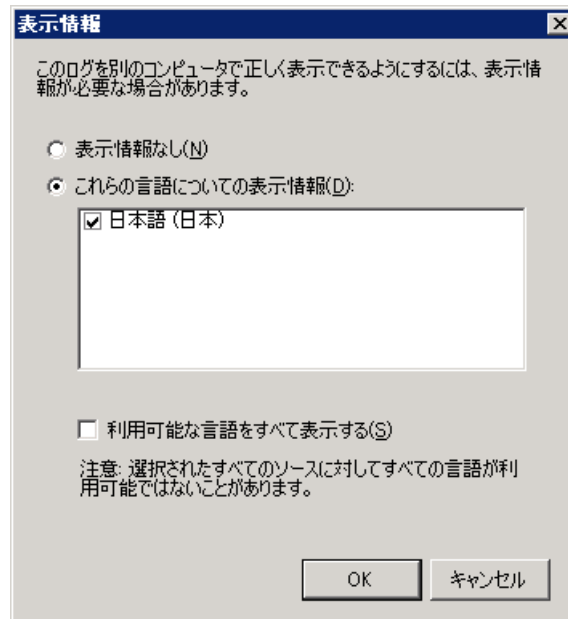 表示情報
このログを別のコンピュータで正しく表示できるようにするには、表示情
報が必要な場合があります。
表示情報なし(N)
これらの言語についての表示情報(D):
日本語 (日本)
利用可能な言語をすべて表示する(S)
注意: 選択されたすべてのソースに対してすべての言語が利
用可能ではないことがあります。
OK
キャンセル